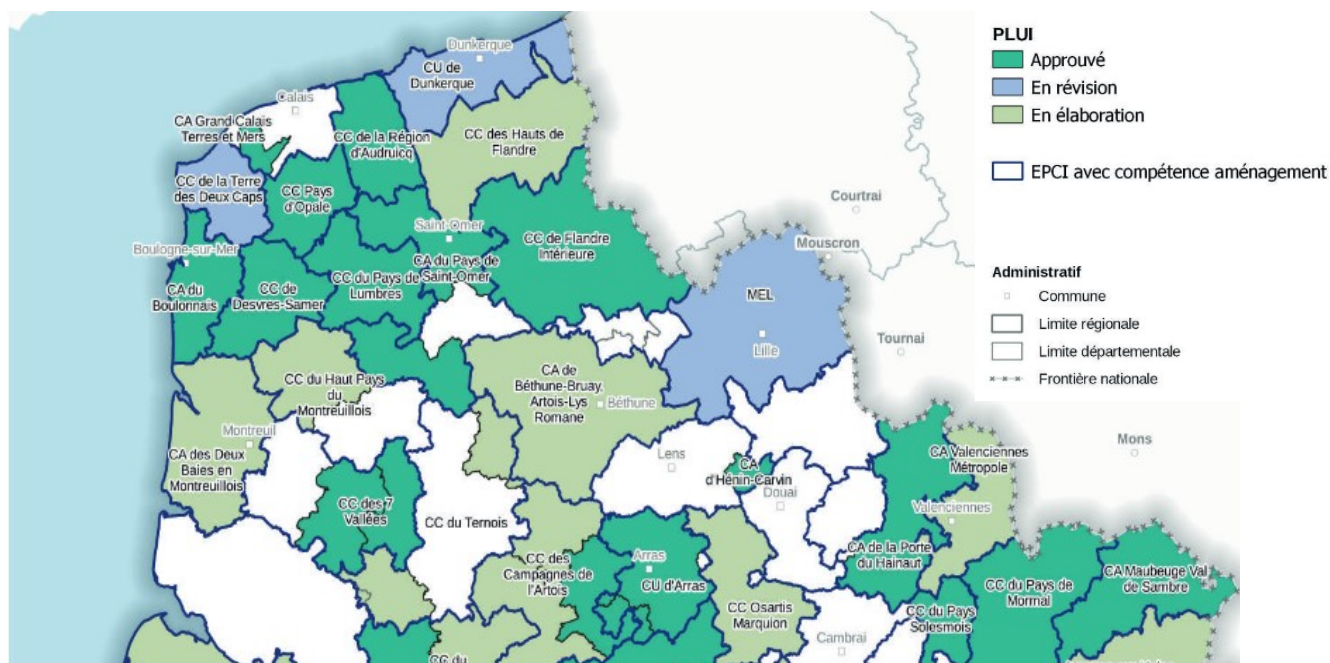 PLUI
Approuvé
En révision
En élaboration
EPCI avec compétence aménagement
Administratif
Commune
Limite régionale
Limite départementale
Frontière nationale
Dunkerque
CU de
Dunkerque
Calais
CA Grand Calais
Terres et Mers
CC de la Région
d'Audruicq
CC des Hauts de
Flandre
CC de la Terre
des Deux Caps
CC Pays
d'Opale
Courtrai
Saint-Omer
Mouscron
Boulogne-sur-Mer
CC de Flandre
Intérieure
CA du Pays de
Saint-Omer
CC du Pays de
Lumbres
CA du
Boulonnais
CC de
Desvres-Samer
MEL
Lille
Tournai
CC du Haut Pays
du
Montreuillois
CA de
Béthune-Bruay,
Artois-Lys
Romane
Béthune
Montreuil
CA des Deux
Baies en
Montreuillois
Lens
CA
d'Hénin-Carvin
Douai
CA Valenciennes
Métropole
Mons
Valenciennes
CC des 7
Vallées
CC du Ternois
CC des
Campagnes de
l'Artois
Arras
CU d'Arras
CA de la Porte
du Hainaut
CC du Pays de
Mormal
CA Maubeuge Val
de Sambre
CC Osartis
Marquion
CC du Pays
Solesmois
Cambrai
CC du